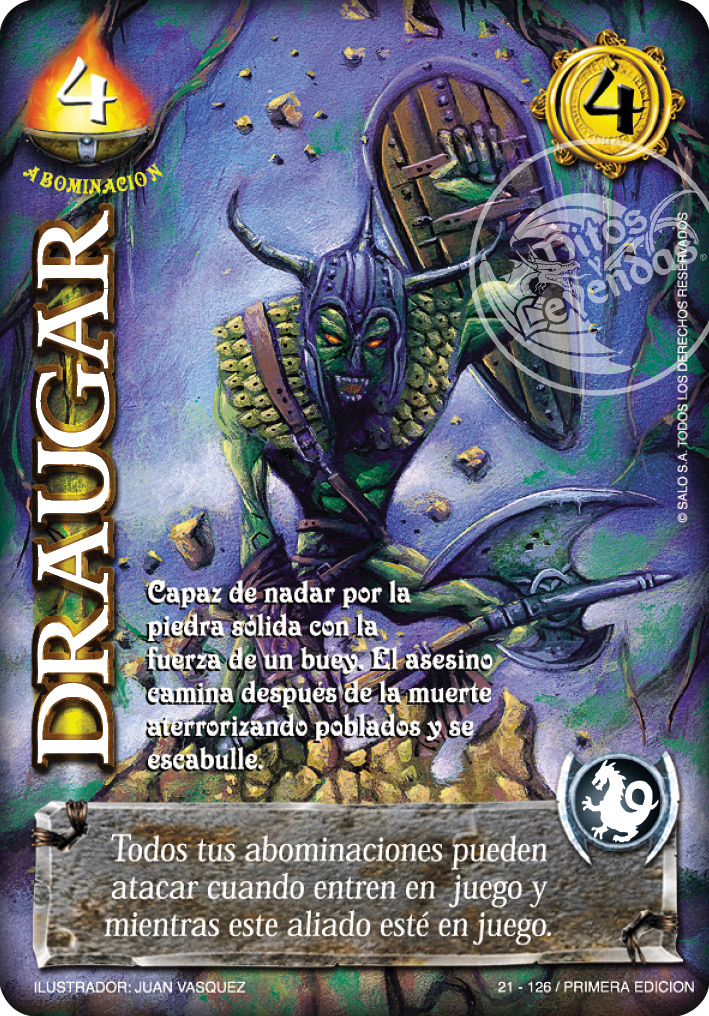 4
4
ABOMINACION
DRAUGAR
Mitos
y
Leyendas
®
© SALO S.A. TODOS LOS DERECHOS RESERVADOS
Capaz de nadar por la
piedra sólida con la
fuerza de un buey. El asesino
camina después de la muerte
aterrorizando poblados y se
escabulle.
Todos tus abominaciones pueden
atacar cuando entren en juego y
mientras este aliado esté en juego.
ILUSTRADOR: JUAN VASQUEZ
21 - 126 / PRIMERA EDICION